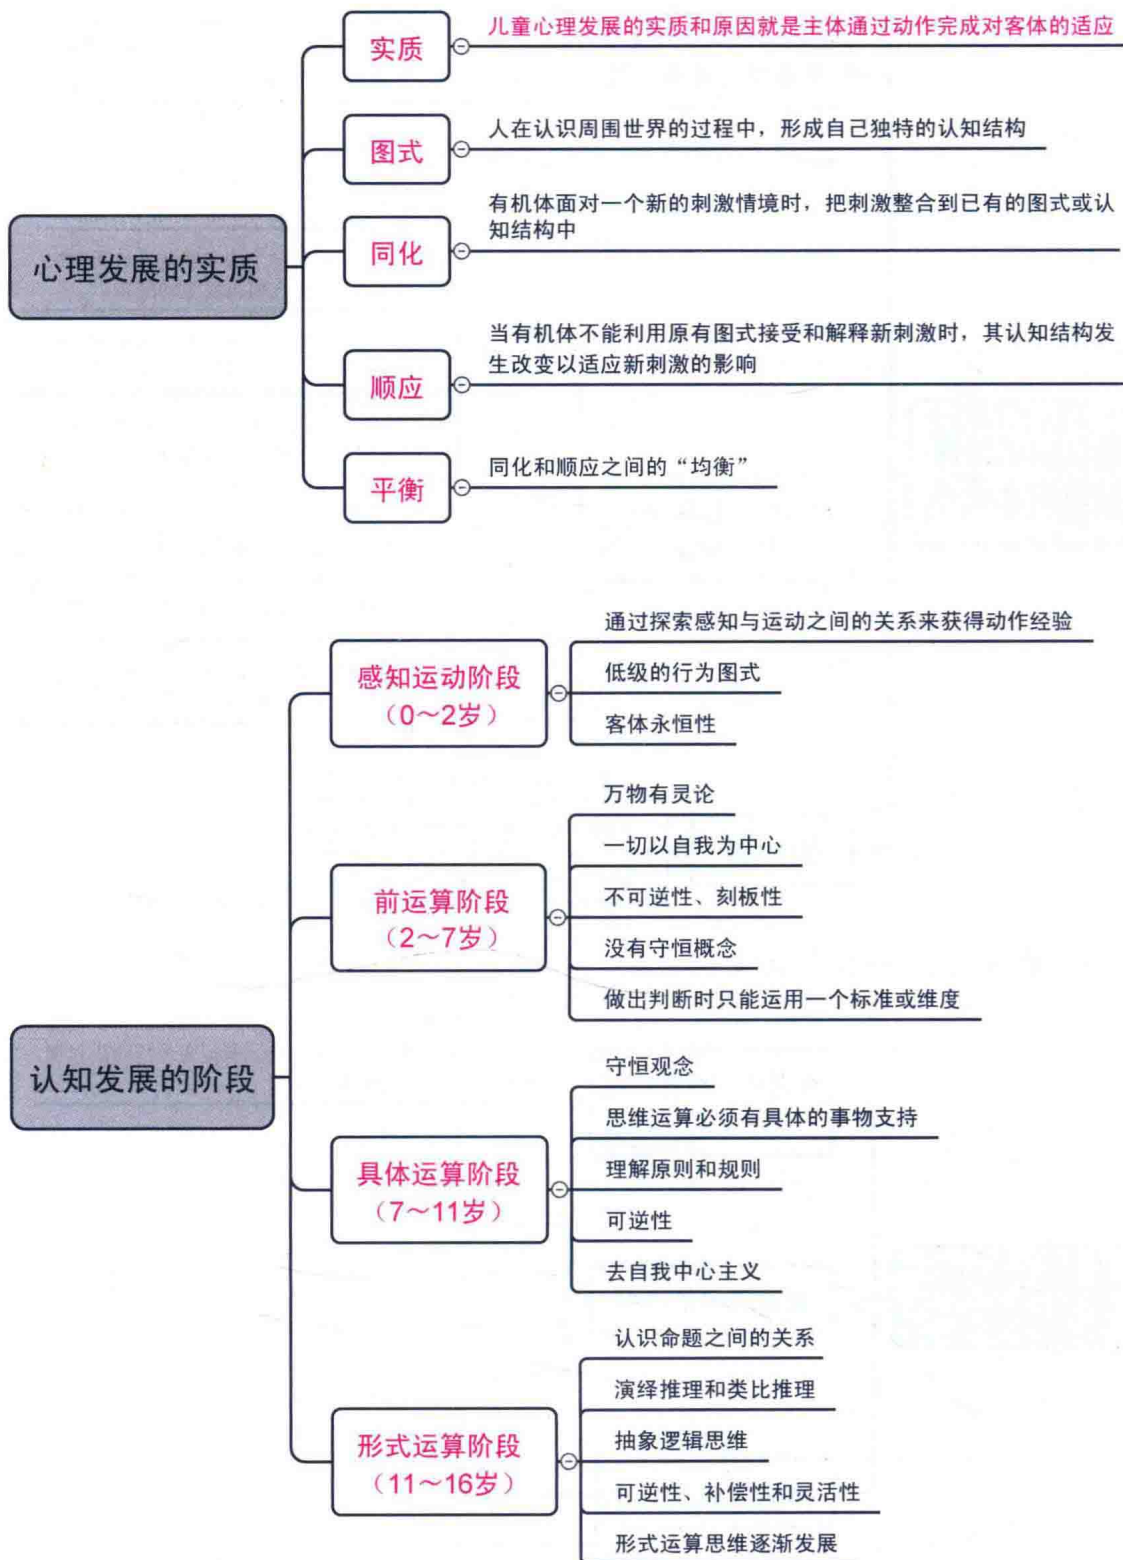 心理发展的实质
实质
儿童心理发展的实质和原因就是主体通过动作完成对客体的适应
图式
人在认识周围世界的过程中，形成自己独特的认知结构
同化
有机体面对一个新的刺激情境时，把刺激整合到已有的图式或认
知结构中
顺应
当有机体不能利用原有图式接受和解释新刺激时，其认知结构发
生改变以适应新刺激的影响
平衡
同化和顺应之间的“均衡”
认知发展的阶段
感知运动阶段
（0～2岁）
通过探索感知与运动之间的关系来获得动作经验
低级的行为图式
客体永恒性
前运算阶段
（2～7岁）
万物有灵论
一切以自我为中心
不可逆性、刻板性
没有守恒概念
做出判断时只能运用一个标准或维度
具体运算阶段
（7～11岁）
守恒观念
思维运算必须有具体的事物支持
理解原则和规则
可逆性
去自我中心主义
形式运算阶段
（11～16岁）
认识命题之间的关系
演绎推理和类比推理
抽象逻辑思维
可逆性、补偿性和灵活性
形式运算思维逐渐发展